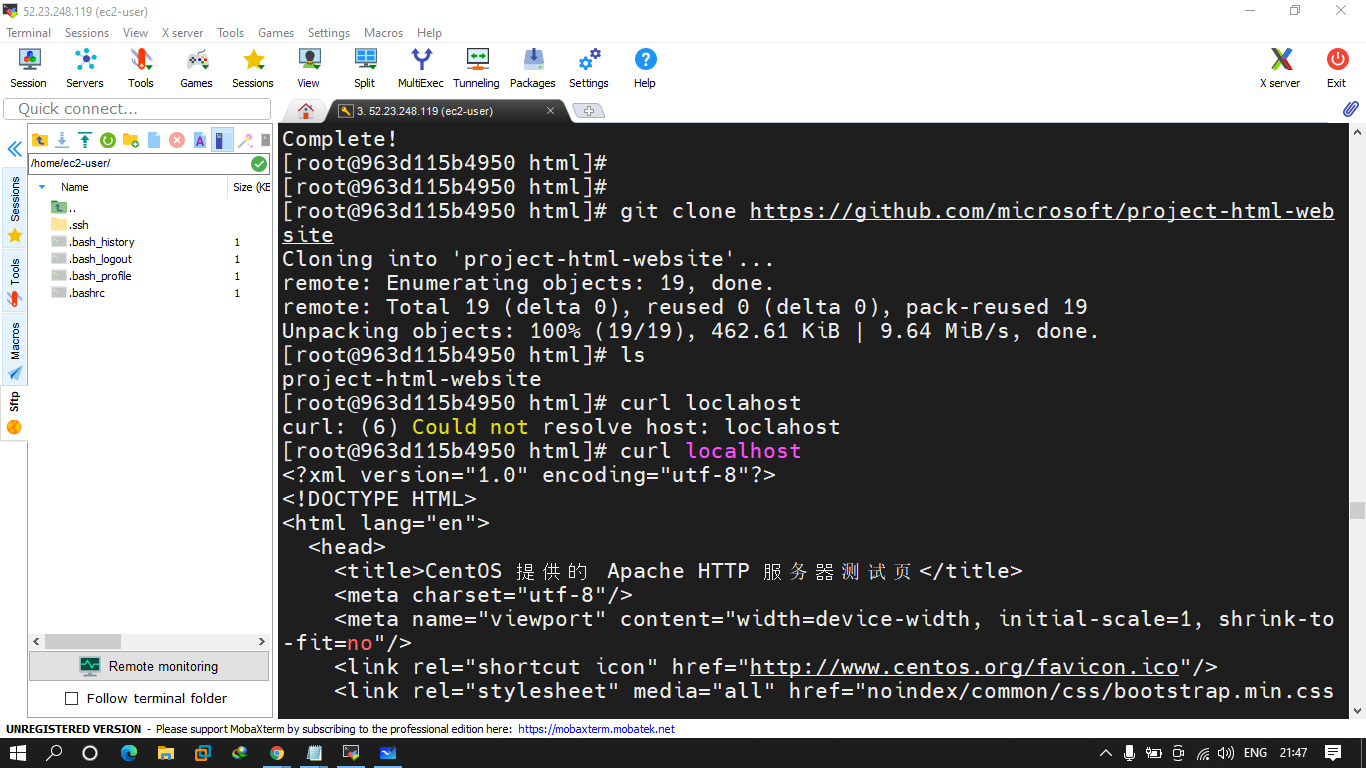 52.23.248.119 (ec2-user)
Terminal Sessions View X server Tools Games Settings Macros Help
Session Servers Tools Games Sessions View Split MultiExec Tunneling Packages Settings Help X server Exit
Quick connect...
3. 52.23.248.119 (ec2-user)
/home/ec2-user/
Name Size (KB
..
.ssh
.bash_history 1
.bash_logout 1
.bash_profile 1
.bashrc 1
Sessions
Tools
Macros
Sftp
Remote monitoring
Follow terminal folder
Complete!
[root@963d115b4950 html]#
[root@963d115b4950 html]#
[root@963d115b4950 html]# git clone https://github.com/microsoft/project-html-web
site
Cloning into 'project-html-website'...
remote: Enumerating objects: 19, done.
remote: Total 19 (delta 0), reused 0 (delta 0), pack-reused 19
Unpacking objects: 100% (19/19), 462.61 KiB | 9.64 MiB/s, done.
[root@963d115b4950 html]# ls
project-html-website
[root@963d115b4950 html]# curl loclahost
curl: (6) Could not resolve host: loclahost
[root@963d115b4950 html]# curl localhost
<?xml version="1.0" encoding="utf-8"?>
<!DOCTYPE HTML>
<html lang="en">
<head>
<title>CentOS 提供的 Apache HTTP 服务器测试页</title>
<meta charset="utf-8"/>
<meta name="viewport" content="width=device-width, initial-scale=1, shrink-to
-fit=no"/>
<link rel="shortcut icon" href="http://www.centos.org/favicon.ico"/>
<link rel="stylesheet" media="all" href="noindex/common/css/bootstrap.min.css
UNREGISTERED VERSION - Please support MobaXterm by subscribing to the professional edition here: https://mobaxterm.mobatek.net
ENG 21:47